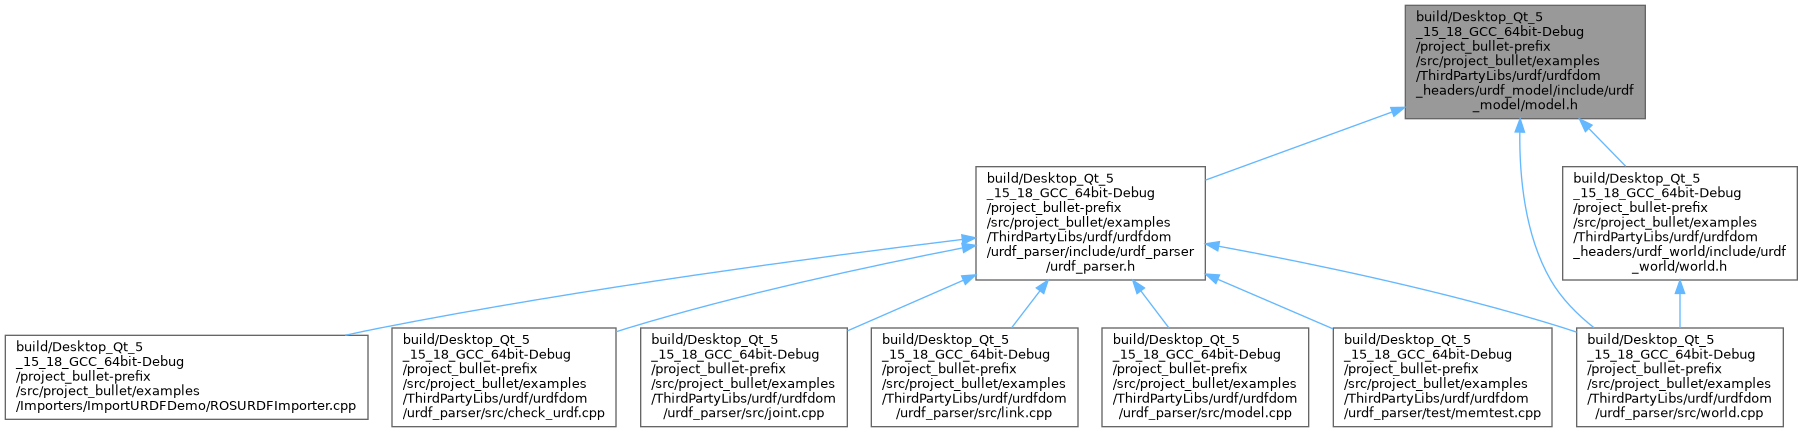 build/Desktop_Qt_5
_15_18_GCC_64bit-Debug
/project_bullet-prefix
/src/project_bullet/examples
/ThirdPartyLibs/urdf/urdfdom
_headers/urdf_model/include/urdf
_model/model.h
build/Desktop_Qt_5
_15_18_GCC_64bit-Debug
/project_bullet-prefix
/src/project_bullet/examples
/ThirdPartyLibs/urdf/urdfdom
/urdf_parser/include/urdf_parser
/urdf_parser.h
build/Desktop_Qt_5
_15_18_GCC_64bit-Debug
/project_bullet-prefix
/src/project_bullet/examples
/ThirdPartyLibs/urdf/urdfdom
_headers/urdf_world/include/urdf
_world/world.h
build/Desktop_Qt_5
_15_18_GCC_64bit-Debug
/project_bullet-prefix
/src/project_bullet/examples
/Importers/ImportURDFDemo/ROSURDFImporter.cpp
build/Desktop_Qt_5
_15_18_GCC_64bit-Debug
/project_bullet-prefix
/src/project_bullet/examples
/ThirdPartyLibs/urdf/urdfdom
/urdf_parser/src/check_urdf.cpp
build/Desktop_Qt_5
_15_18_GCC_64bit-Debug
/project_bullet-prefix
/src/project_bullet/examples
/ThirdPartyLibs/urdf/urdfdom
/urdf_parser/src/joint.cpp
build/Desktop_Qt_5
_15_18_GCC_64bit-Debug
/project_bullet-prefix
/src/project_bullet/examples
/ThirdPartyLibs/urdf/urdfdom
/urdf_parser/src/link.cpp
build/Desktop_Qt_5
_15_18_GCC_64bit-Debug
/project_bullet-prefix
/src/project_bullet/examples
/ThirdPartyLibs/urdf/urdfdom
/urdf_parser/src/model.cpp
build/Desktop_Qt_5
_15_18_GCC_64bit-Debug
/project_bullet-prefix
/src/project_bullet/examples
/ThirdPartyLibs/urdf/urdfdom
/urdf_parser/test/memtest.cpp
build/Desktop_Qt_5
_15_18_GCC_64bit-Debug
/project_bullet-prefix
/src/project_bullet/examples
/ThirdPartyLibs/urdf/urdfdom
/urdf_parser/src/world.cpp